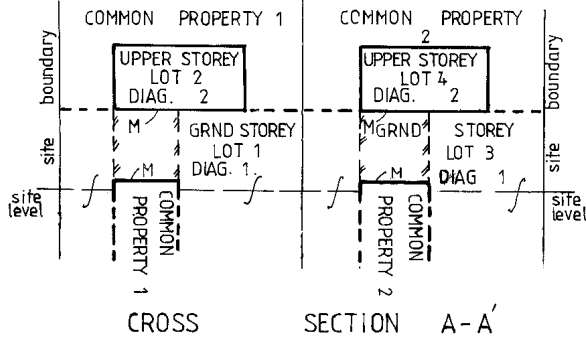 COMMON PROPERTY 1
COMMON PROPERTY
2
boundary
UPPER STOREY
LOT 2
DIAG. 2
UPPER STOREY
LOT 4
DIAG. 2
boundary
M
GRND STOREY
LOT 1
DIAG. 1.
M
GRND STOREY
LOT 3
DIAG 1
site
site
M
M
site
level
site
level
COMMON
PROPERTY 1
COMMON
PROPERTY 2
CROSS SECTION A-A'